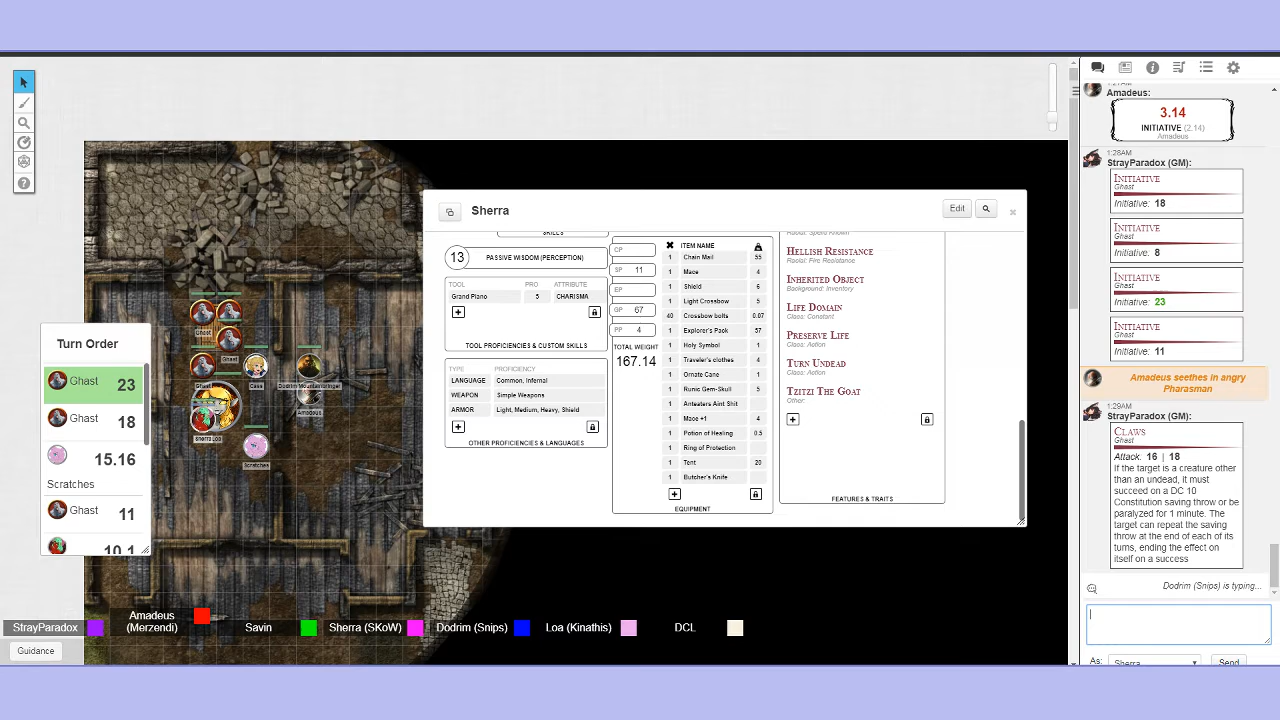 Sherra
Edit
SKILLS
13 PASSIVE WISDOM (PERCEPTION)
TOOL PRO ATTRIBUTE
Grand Piano 5 CHARISMA
TOOL PROFICIENCIES & CUSTOM SKILLS
TYPE PROFICIENCY
LANGUAGE Common, Infernal
WEAPON Simple Weapons
ARMOR Light, Medium, Heavy, Shield
OTHER PROFICIENCIES & LANGUAGES
CP
SP 11
EP
GP 67
PP 4
TOTAL WEIGHT
167.14
ITEM NAME
1 Chain Mail 55
1 Mace 4
1 Shield 6
1 Light Crossbow 5
40 Crossbow bolts 0.07
1 Explorer's Pack 57
1 Holy Symbol 1
1 Traveler's clothes 4
1 Ornate Cane 1
1 Runic Gem-Skull 5
1 Anteaters Aint Shit
1 Mace +1 4
1 Potion of Healing 0.5
1 Ring of Protection
1 Tent 20
1 Butcher's Knife
EQUIPMENT
HELLISH RESISTANCE
Racial: Fire Resistance
INHERITED OBJECT
Background: Inventory
LIFE DOMAIN
Class: Constant
PRESERVE LIFE
Class: Action
TURN UNDEAD
Class: Action
TZITZI THE GOAT
Other:
FEATURES & TRAITS
Turn Order
Ghast 23
Ghast 18
15.16
Scratches
Ghast 11
10.1
Ghast
Ghast
Ghast
Cass
Dodrim Mountainbringer
Amadeus
Sherra
Loa
Scratches
StrayParadox
Amadeus
(Merzendi)
Savin
Sherra (SKoW)
Dodrim (Snips)
Loa (Kinathis)
DCL
Guidance
1:27AM
Amadeus:
3.14
INITIATIVE (2.14)
Amadeus
1:28AM
StrayParadox (GM):
INITIATIVE
Ghast
Initiative: 18
INITIATIVE
Ghast
Initiative: 8
INITIATIVE
Ghast
Initiative: 23
INITIATIVE
Ghast
Initiative: 11
Amadeus seethes in angry
Pharasman
1:29AM
StrayParadox (GM):
CLAWS
Ghast
Attack: 16 | 18
If the target is a creature other
than an undead, it must
succeed on a DC 10
Constitution saving throw or be
paralyzed for 1 minute. The
target can repeat the saving
throw at the end of each of its
turns, ending the effect on
itself on a success
Dodrim (Snips) is typing...
As: Sherra Send